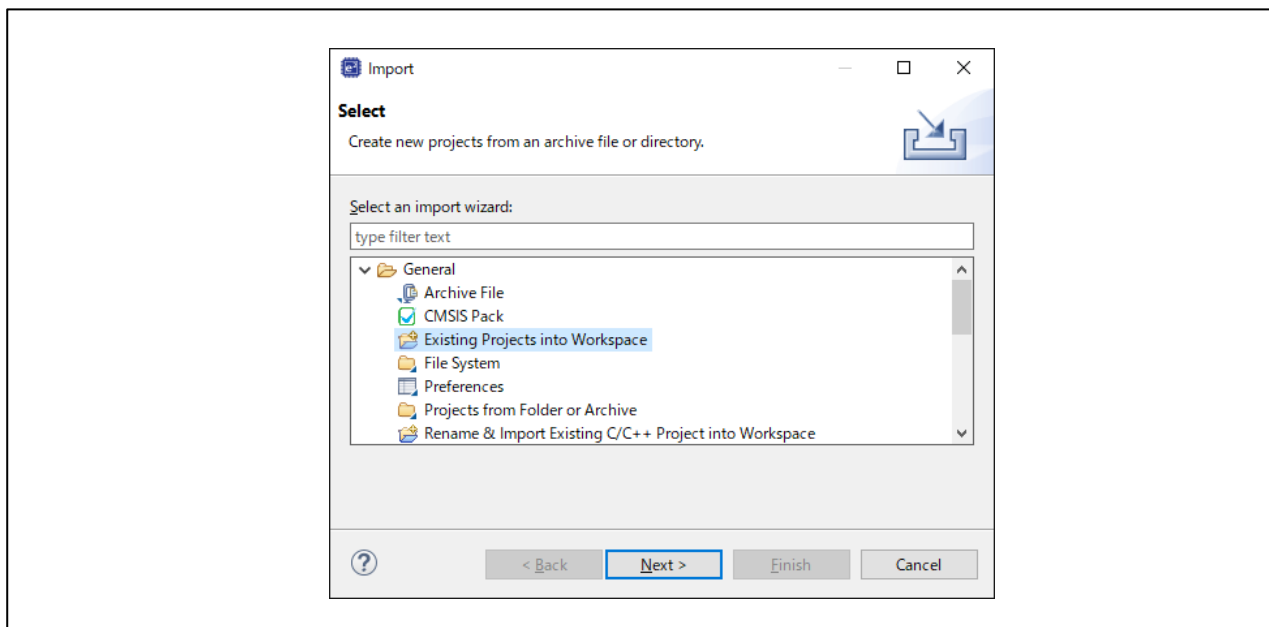 Import
Select
Create new projects from an archive file or directory.
Select an import wizard:
type filter text
General
Archive File
CMSIS Pack
Existing Projects into Workspace
File System
Preferences
Projects from Folder or Archive
Rename & Import Existing C/C++ Project into Workspace
? < Back Next > Finish Cancel